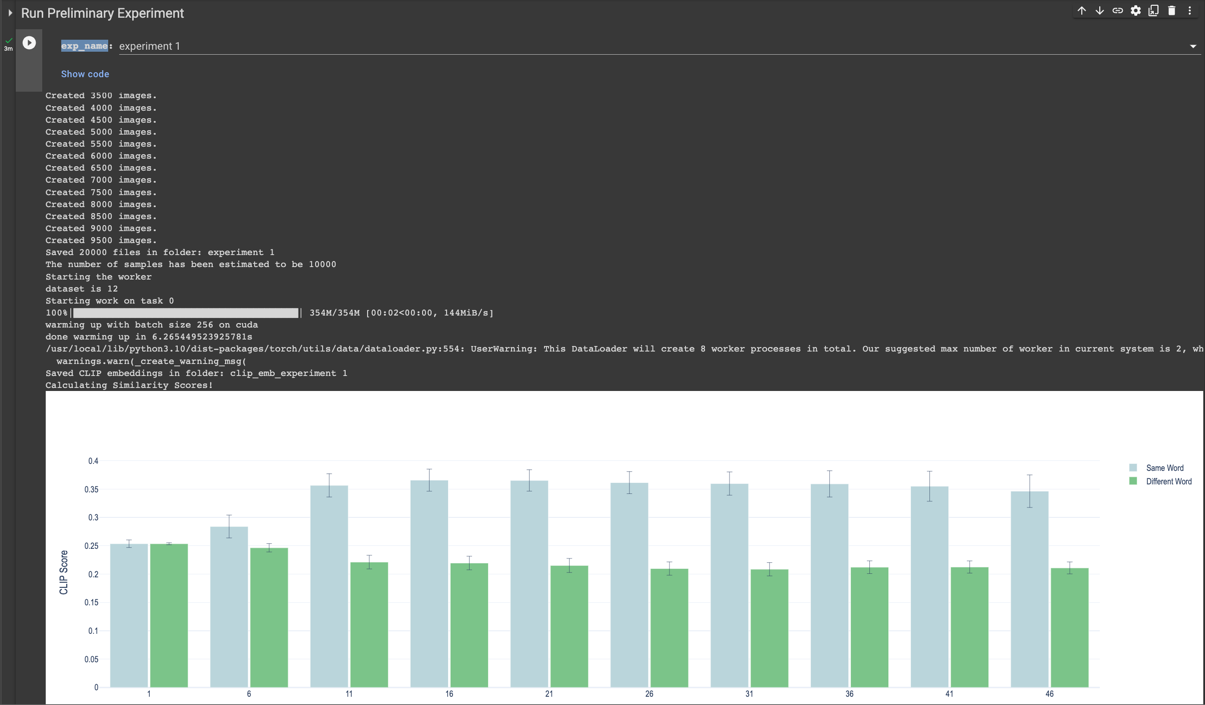 Run Preliminary Experiment
3m
exp_name: experiment 1
Show code
Created 3500 images.
Created 4000 images.
Created 4500 images.
Created 5000 images.
Created 5500 images.
Created 6000 images.
Created 6500 images.
Created 7000 images.
Created 7500 images.
Created 8000 images.
Created 8500 images.
Created 9000 images.
Created 9500 images.
Saved 20000 files in folder: experiment 1
The number of samples has been estimated to be 10000
Starting the worker
dataset is 12
Starting work on task 0
100%| | 354M/354M [00:02<00:00, 144MiB/s]
warming up with batch size 256 on cuda
done warming up in 6.265449523925781s
/usr/local/lib/python3.10/dist-packages/torch/utils/data/dataloader.py:554: UserWarning: This DataLoader will create 8 worker processes in total. Our suggested max number of worker in current system is 2, wh
warnings.warn(_create_warning_msg(
Saved CLIP embeddings in folder: clip_emb_experiment 1
Calculating Similarity Scores!
0.4
0.35
0.3
0.25
0.2
0.15
0.1
0.05
0
CLIP Score
Same Word
Different Word
1 6 11 16 21 26 31 36 41 46